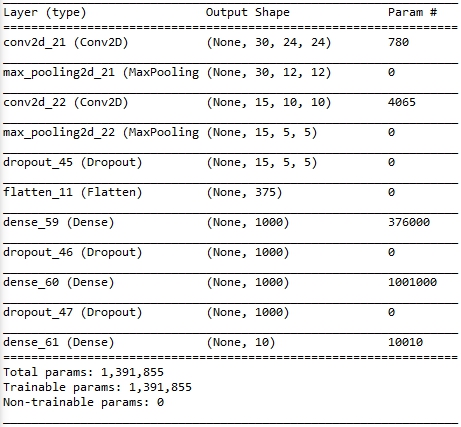 Layer (type) Output Shape Param #
conv2d_21 (Conv2D) (None, 30, 24, 24) 780
max_pooling2d_21 (MaxPooling (None, 30, 12, 12) 0
conv2d_22 (Conv2D) (None, 15, 10, 10) 4065
max_pooling2d_22 (MaxPooling (None, 15, 5, 5) 0
dropout_45 (Dropout) (None, 15, 5, 5) 0
flatten_11 (Flatten) (None, 375) 0
dense_59 (Dense) (None, 1000) 376000
dropout_46 (Dropout) (None, 1000) 0
dense_60 (Dense) (None, 1000) 1001000
dropout_47 (Dropout) (None, 1000) 0
dense_61 (Dense) (None, 10) 10010
Total params: 1,391,855
Trainable params: 1,391,855
Non-trainable params: 0